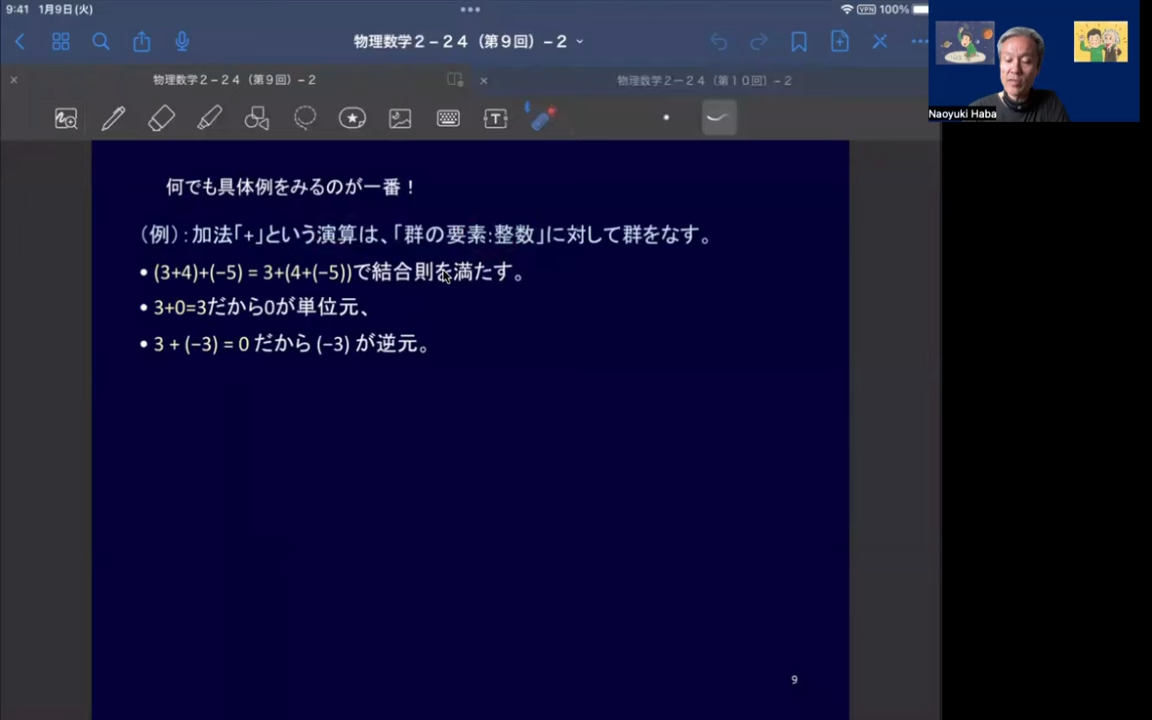 9:41 1月9日(火)
VPN 100%
物理数学２－２４（第９回）－２
物理数学２－２４（第９回）－２
物理数学２－２４（第１０回）－２
T
Naoyuki Haba
何でも具体例をみるのが一番！
（例）：加法「+」という演算は、「群の要素:整数」に対して群をなす。
• (3+4)+(−5) = 3+(4+(−5))で結合則を満たす。
• 3+0=3だから0が単位元、
• 3 + (−3) = 0 だから (−3) が逆元。
9